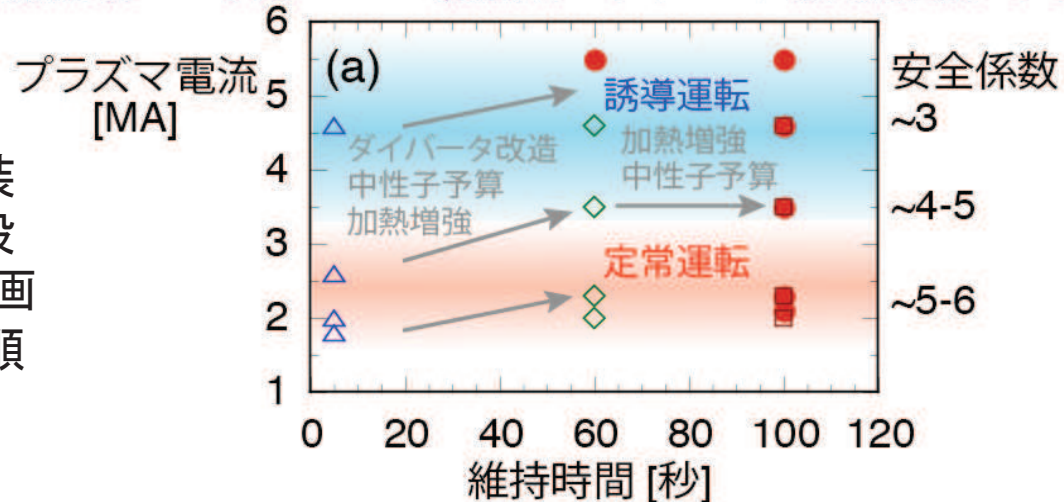 プラズマ電流
[MA]
(a)
誘導運転
ダイバータ改造
中性子予算
加熱増強
加熱増強
中性子予算
定常運転
安全係数
~3
~4-5
~5-6
6
5
4
3
2
1
0 20 40 60 80 100 120
維持時間 [秒]
画